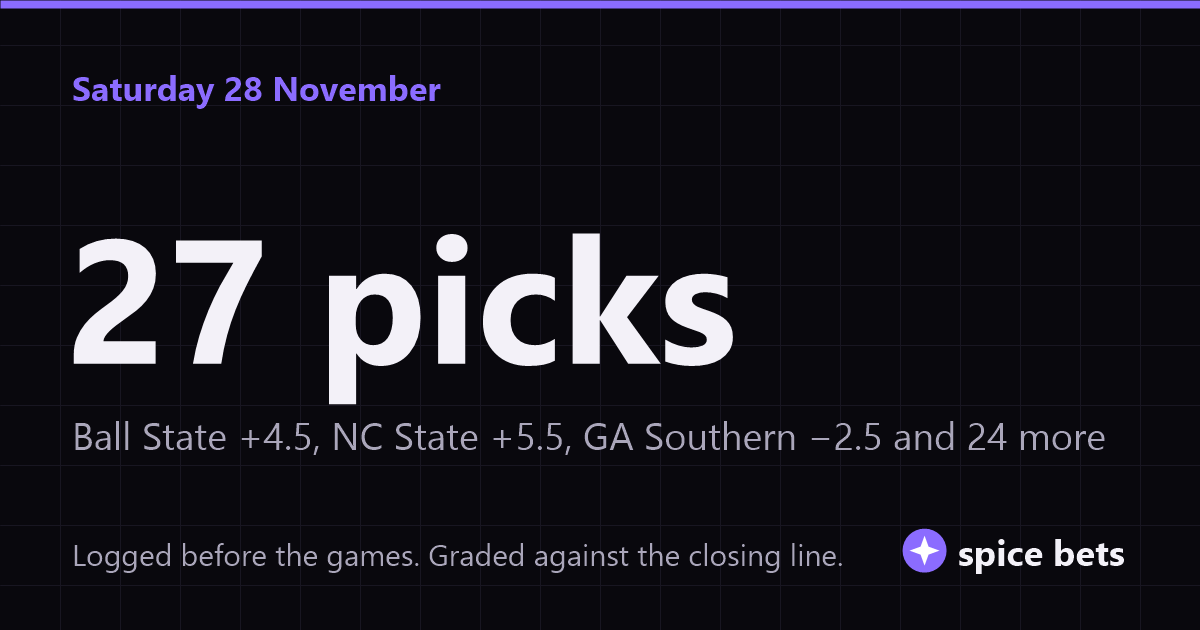 Saturday 28 November
27 picks
Ball State +4.5, NC State +5.5, GA Southern −2.5 and 24 more
Logged before the games. Graded against the closing line.
spice bets